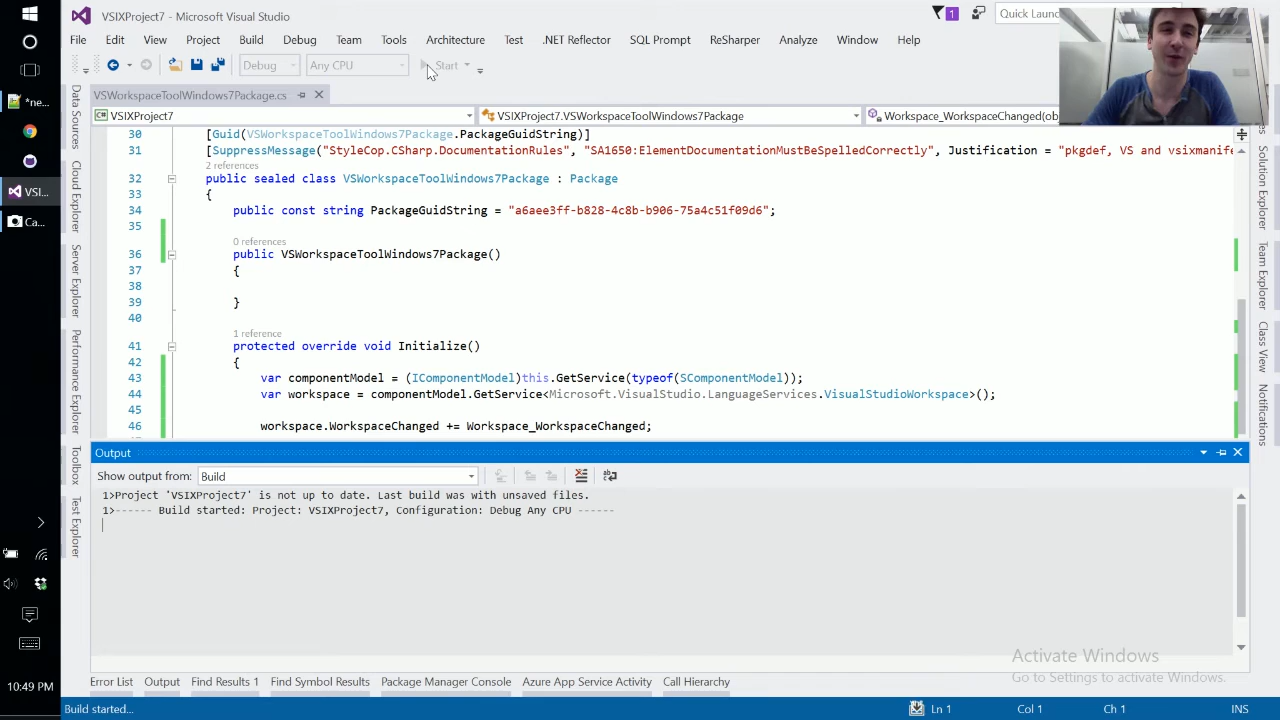 VSIXProject7 - Microsoft Visual Studio
1
Quick Launc
File Edit View Project Build Debug Team Tools Architecture Test .NET Reflector SQL Prompt ReSharper Analyze Window Help
Debug Any CPU Start
VSWorkspaceToolWindows7Package.cs
VSIXProject7 VSIXProject7.VSWorkspaceToolWindows7Package Workspace_WorkspaceChanged(ob
30 [Guid(VSWorkspaceToolWindows7Package.PackageGuidString)]
31 [SuppressMessage("StyleCop.CSharp.DocumentationRules", "SA1650:ElementDocumentationMustBeSpelledCorrectly", Justification = "pkgdef, VS and vsixmanife
2 references
32 public sealed class VSWorkspaceToolWindows7Package : Package
33 {
34 public const string PackageGuidString = "a6aee3ff-b828-4c8b-b906-75a4c51f09d6";
35
0 references
36 public VSWorkspaceToolWindows7Package()
37 {
38
39 }
40
1 reference
41 protected override void Initialize()
42 {
43 var componentModel = (IComponentModel)this.GetService(typeof(SComponentModel));
44 var workspace = componentModel.GetService<Microsoft.VisualStudio.LanguageServices.VisualStudioWorkspace>();
45
46 workspace.WorkspaceChanged += Workspace_WorkspaceChanged;
Output
Show output from: Build
1>Project 'VSIXProject7' is not up to date. Last build was with unsaved files.
1>------ Build started: Project: VSIXProject7, Configuration: Debug Any CPU ------
Activate Windows
Go to Settings to activate Windows.
Error List Output Find Results 1 Find Symbol Results Package Manager Console Azure App Service Activity Call Hierarchy
Build started... Ln 1 Col 1 Ch 1 INS
*ne...
VSI...
Ca...
10:49 PM
Data Sources
Cloud Explorer
Server Explorer
Performance Explorer
Toolbox
Test Explorer
Solution Explorer
Team Explorer
Class View
Notifications